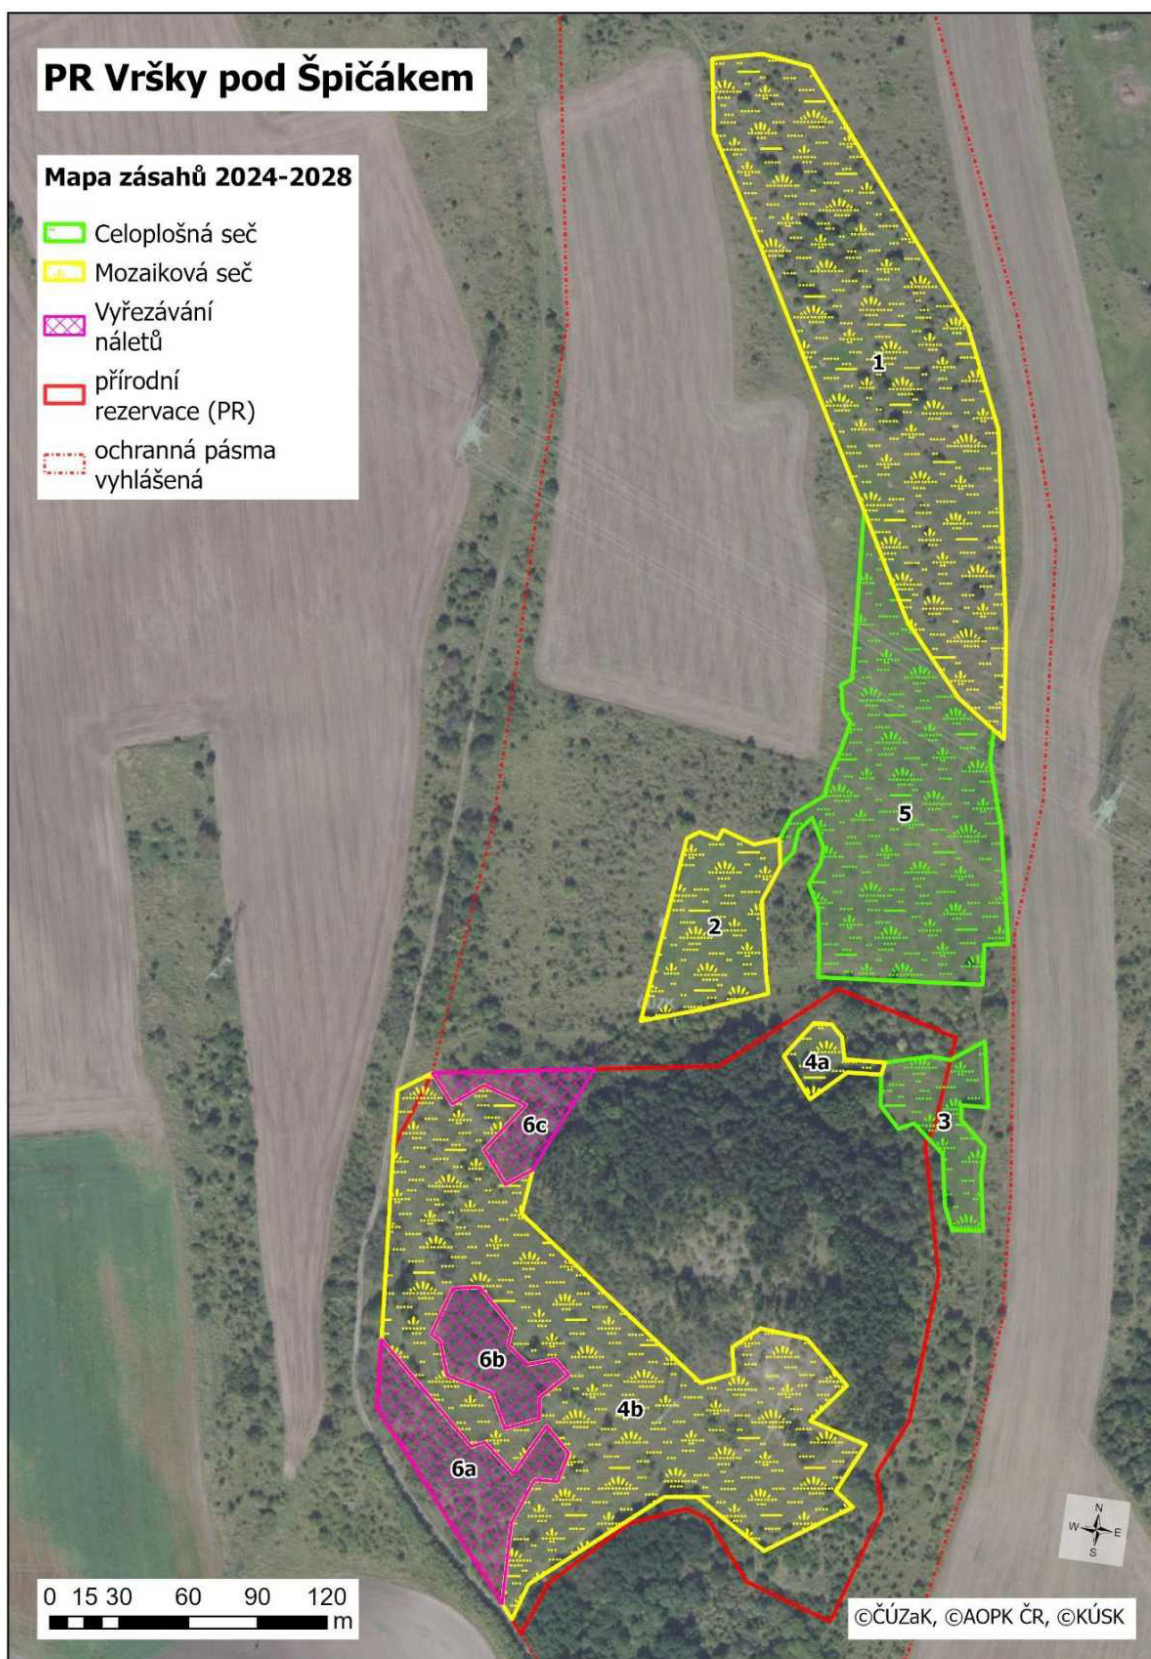 PR Vršky pod Špičákem
Mapa zásahů 2024-2028
Celoplošná seč
Mozaiková seč
Vyřezávání
náletů
přírodní
rezervace (PR)
ochranná pásma
vyhlášená
1
5
2
ČÚZK
4a
3
6c
6b
4b
6a
N
W E
S
0 15 30 60 90 120
m
©ČÚZaK, ©AOPK ČR, ©KÚSK